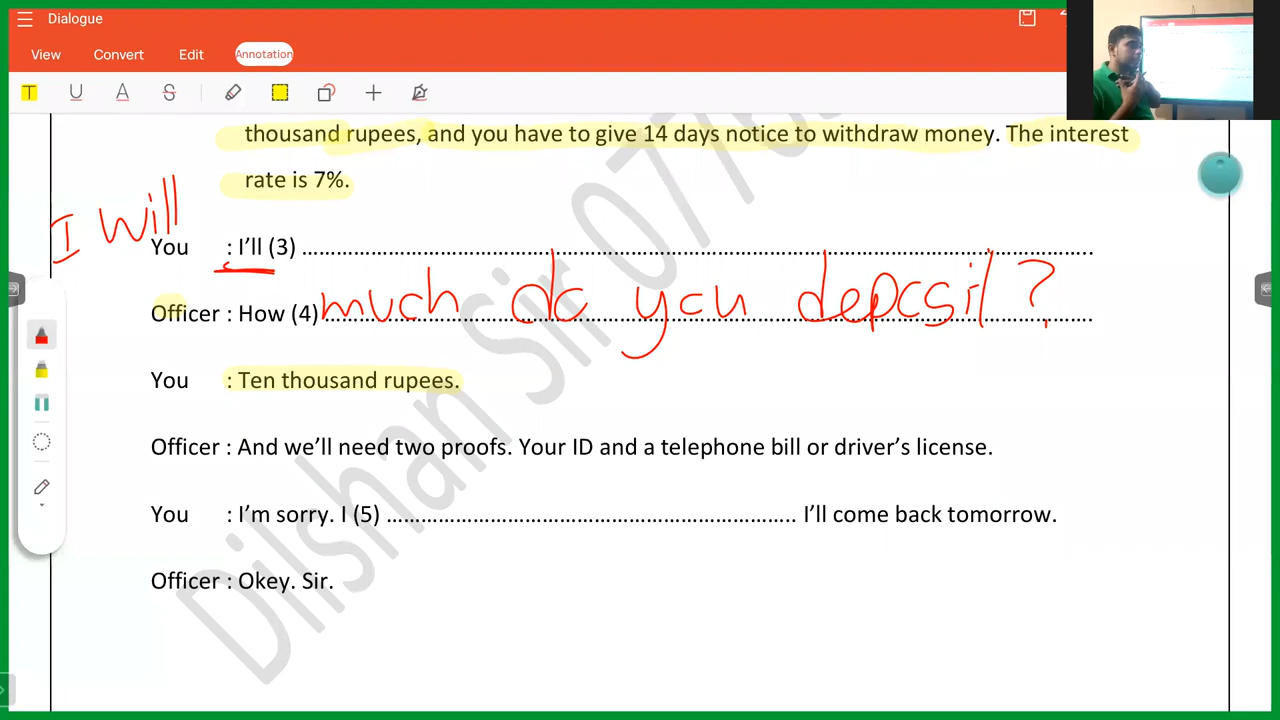 Dialogue
View Convert Edit Annotation
T U A S
thousand rupees, and you have to give 14 days notice to withdraw money. The interest
rate is 7%.
I Will
You : I'll (3) ……………………………………………………………………………………..
Officer : How (4) much do you deposit ? ……………………………………………………………………………………..
You : Ten thousand rupees.
Officer : And we'll need two proofs. Your ID and a telephone bill or driver's license.
You : I'm sorry. I (5) ………………………………………………………….. I'll come back tomorrow.
Officer : Okey. Sir.
Dilshan Sir 077